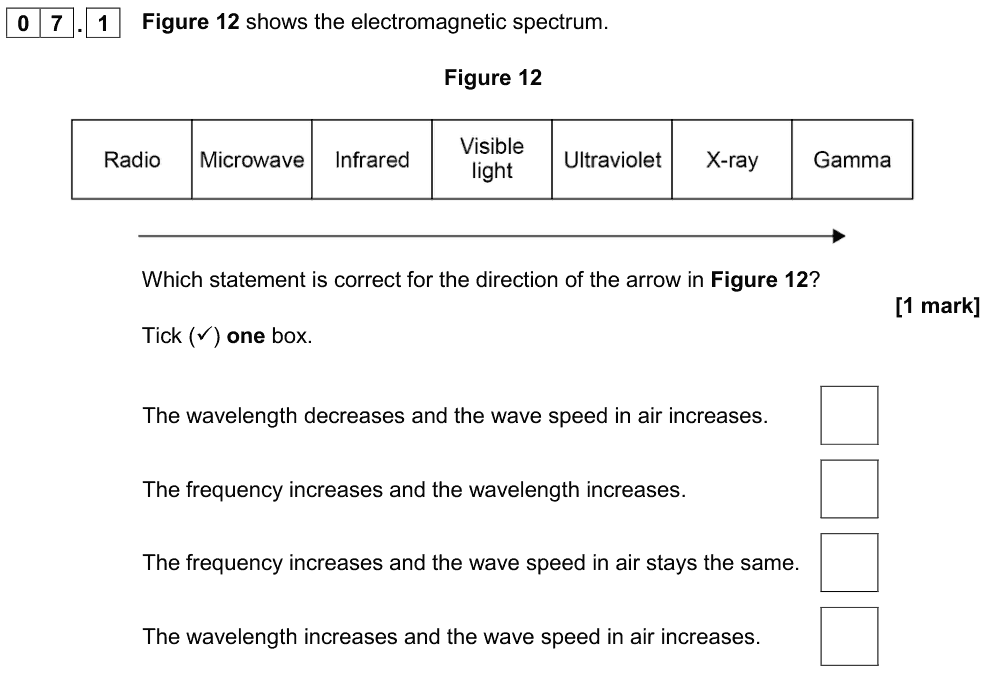 0 7 . 1 Figure 12 shows the electromagnetic spectrum.
Figure 12
Radio Microwave Infrared Visible light Ultraviolet X-ray Gamma
Which statement is correct for the direction of the arrow in Figure 12?
[1 mark]
Tick (✓) one box.
The wavelength decreases and the wave speed in air increases.
The frequency increases and the wavelength increases.
The frequency increases and the wave speed in air stays the same.
The wavelength increases and the wave speed in air increases.